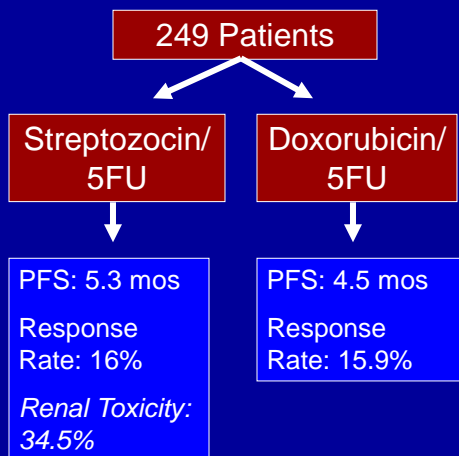 249 Patients
Streptozocin/
5FU
Doxorubicin/
5FU
PFS: 5.3 mos
Response
Rate: 16%
Renal Toxicity:
34.5%
PFS: 4.5 mos
Response
Rate: 15.9%